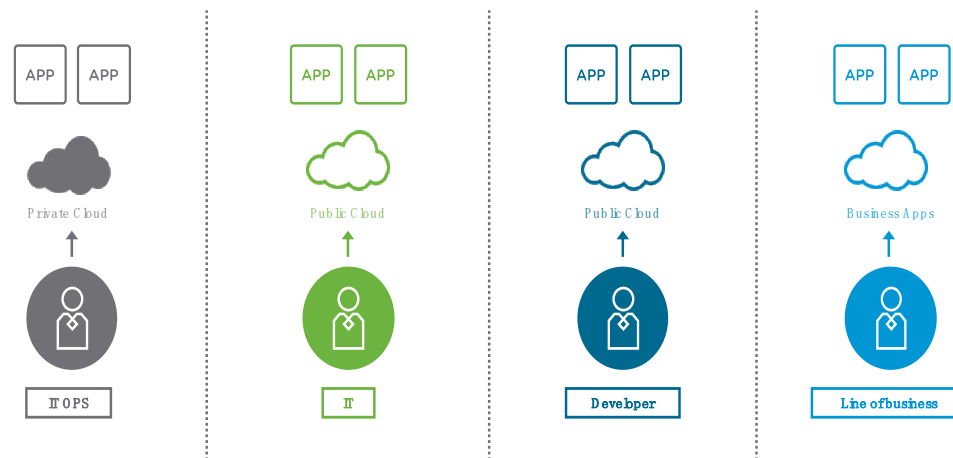 APP APP
Private Cloud
IT OPS
APP APP
Public Cloud
IT
APP APP
Public Cloud
Developer
APP APP
Business Apps
Line of business